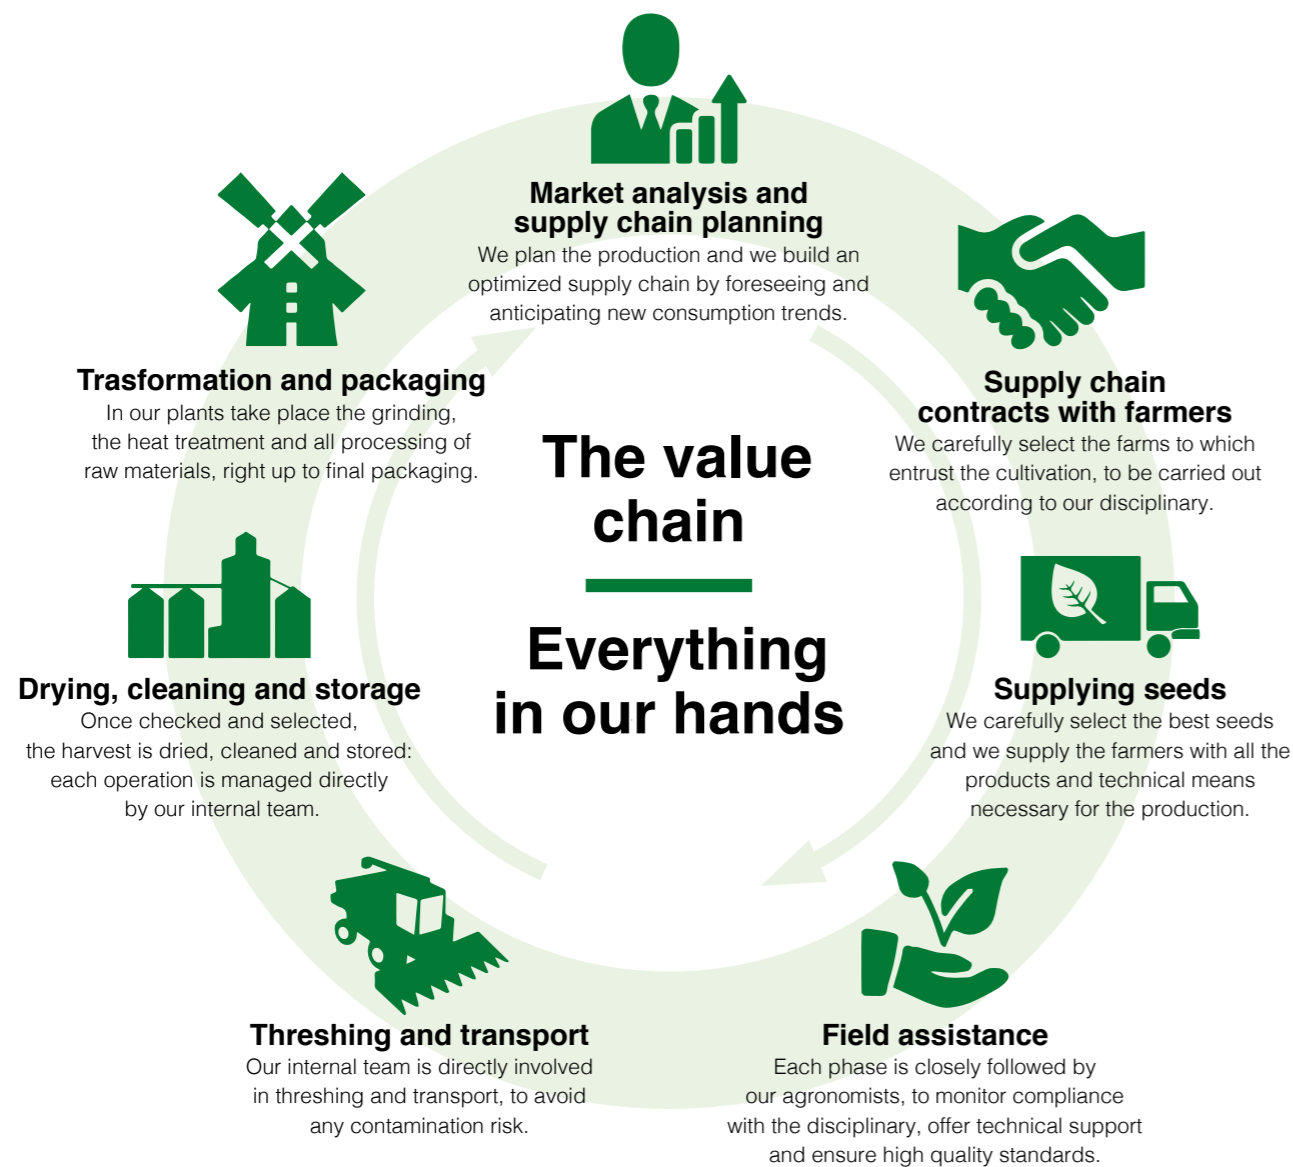 Market analysis and
supply chain planning
We plan the production and we build an
optimized supply chain by foreseeing and
anticipating new consumption trends.
Supply chain
contracts with farmers
We carefully select the farms to which
entrust the cultivation, to be carried out
according to our disciplinary.
Supplying seeds
We carefully select the best seeds
and we supply the farmers with all the
products and technical means
necessary for the production.
Field assistance
Each phase is closely followed by
our agronomists, to monitor compliance
with the disciplinary, offer technical support
and ensure high quality standards.
Threshing and transport
Our internal team is directly involved
in threshing and transport, to avoid
any contamination risk.
Drying, cleaning and storage
Once checked and selected,
the harvest is dried, cleaned and stored:
each operation is managed directly
by our internal team.
Trasformation and packaging
In our plants take place the grinding,
the heat treatment and all processing of
raw materials, right up to final packaging.
The value
chain
Everything
in our hands